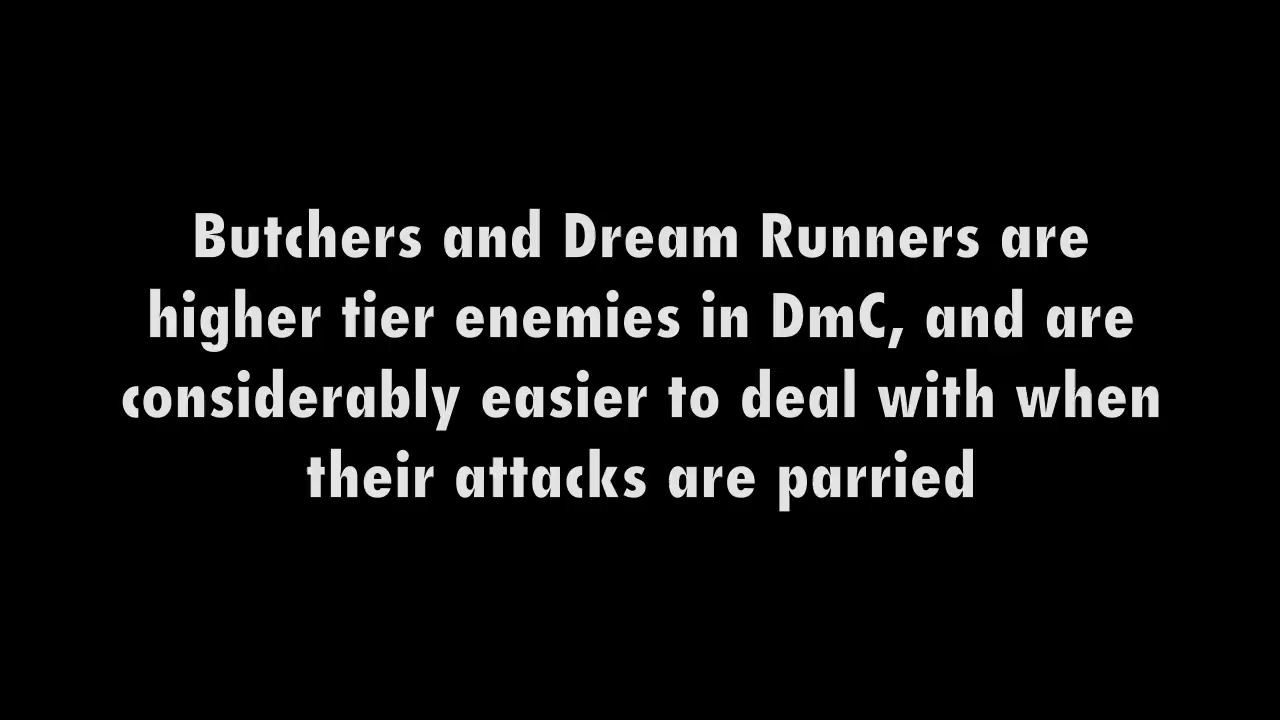 Butchers and Dream Runners are
higher tier enemies in DmC, and are
considerably easier to deal with when
their attacks are parried